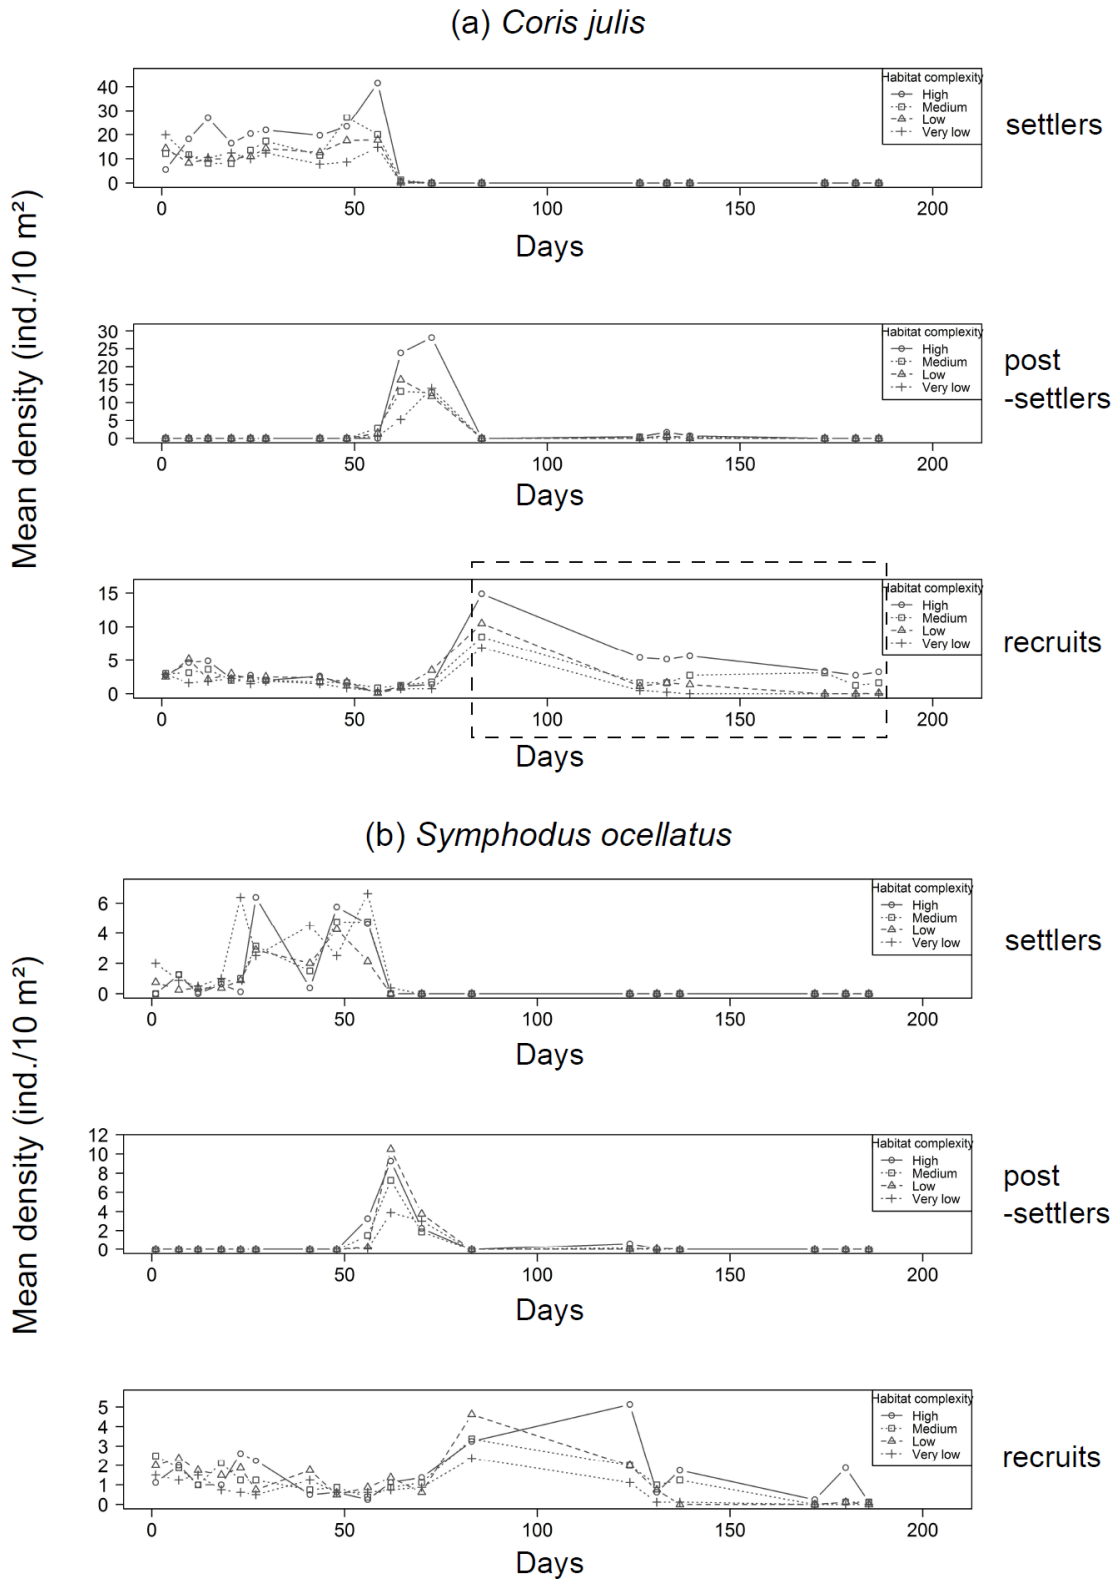 (a) Coris julis
Mean density (ind./10 m²)
40
30
20
10
0
Habitat complexity
High
Medium
Low
Very low
settlers
0 50 100 150 200
Days
30
25
20
15
10
5
0
Habitat complexity
High
Medium
Low
Very low
post
-settlers
0 50 100 150 200
Days
15
10
5
0
Habitat complexity
High
Medium
Low
Very low
recruits
0 50 100 150 200
Days
(b) Symphodus ocellatus
Mean density (ind./10 m²)
6
4
2
0
Habitat complexity
High
Medium
Low
Very low
settlers
0 50 100 150 200
Days
12
10
8
6
4
2
0
Habitat complexity
High
Medium
Low
Very low
post
-settlers
0 50 100 150 200
Days
5
4
3
2
1
0
Habitat complexity
High
Medium
Low
Very low
recruits
0 50 100 150 200
Days